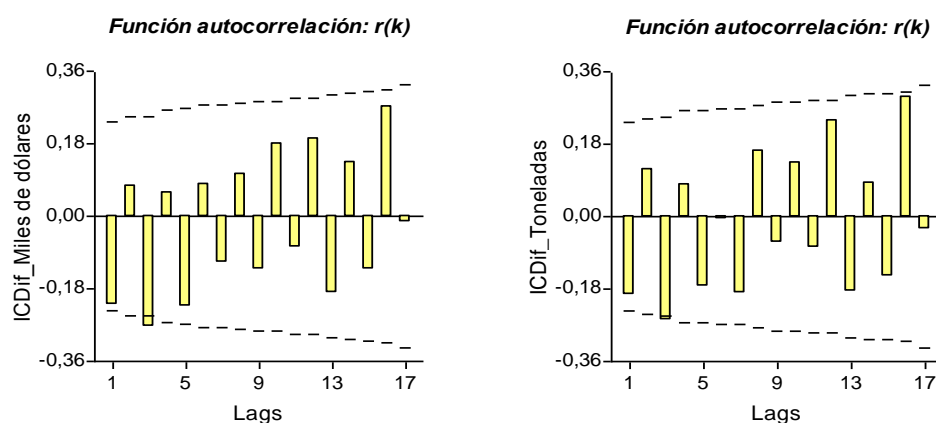 Función autocorrelación: r(k)
0,36
0,18
0,00
-0,18
-0,36
ICDif_Miles de dólares
1 5 9 13 17
Lags
Función autocorrelación: r(k)
0,36
0,18
0,00
-0,18
-0,36
ICDif_Toneladas
1 5 9 13 17
Lags